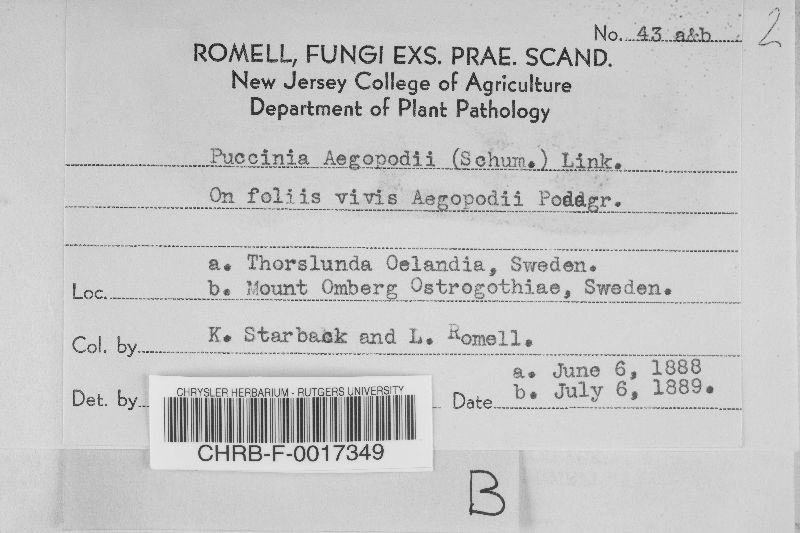 No. 43 a&b
2
ROMELL, FUNGI EXS. PRAE. SCAND.
New Jersey College of Agriculture
Department of Plant Pathology
Puccinia Aegopodii (Schum.) Link.
On foliis vivis Aegopodii Podagr.
a. Thorslunda Oelandia, Sweden.
Loc. b. Mount Omberg Ostrogothiae, Sweden.
Col. by K. Starback and L. Romell.
a. June 6, 1888
Det. by Date b. July 6, 1889.
CHRYSLER HERBARIUM - RUTGERS UNIVERSITY
CHRB-F-0017349
B